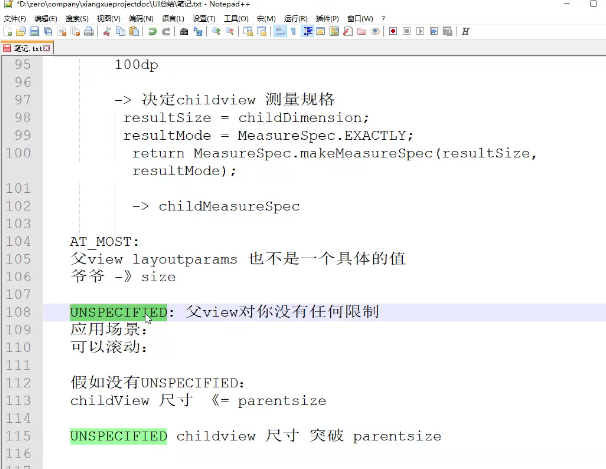 *D:\zero\company\xiangxueprojectdoc\UI总结\笔记.txt - Notepad++
文件(F) 编辑(E) 搜索(S) 视图(V) 编码(N) 语言(L) 设置(T) 工具(O) 宏(M) 运行(R) 插件(P) 窗口(W) ?
笔记.txt
95 100dp
96
97 -> 决定childview 测量规格
98 resultSize = childDimension;
99 resultMode = MeasureSpec.EXACTLY;
100 return MeasureSpec.makeMeasureSpec(resultSize,
resultMode);
101
102 -> childMeasureSpec
103
104 AT_MOST:
105 父view layoutparams 也不是一个具体的值
106 爷爷 -》 size
107
108 UNSPECIFIED: 父view对你没有任何限制
109 应用场景:
110 可以滚动:
111
112 假如没有UNSPECIFIED:
113 childView 尺寸 《= parentsize
114
115 UNSPECIFIED childview 尺寸 突破 parentsize
116
117